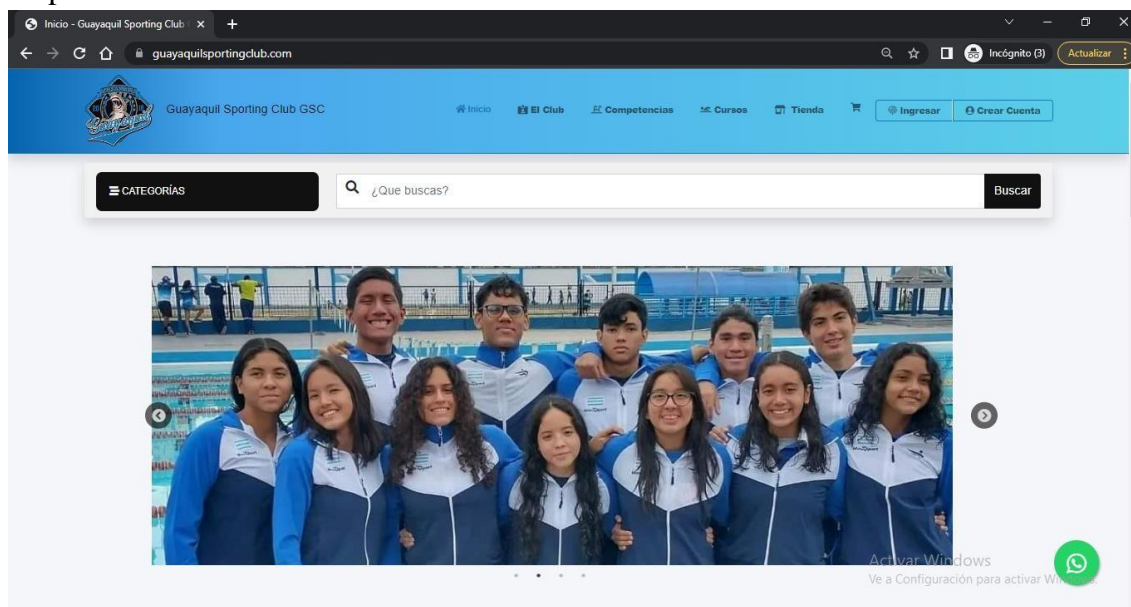 Inicio - Guayaquil Sporting Club
guayaquilsportingclub.com
Incógnito (3)
Actualizar
Guayaquil Sporting Club GSC
Inicio
El Club
Competencias
Cursos
Tienda
Ingresar
Crear Cuenta
CATEGORÍAS
¿Que buscas?
Buscar
Activar Windows
Ve a Configuración para activar